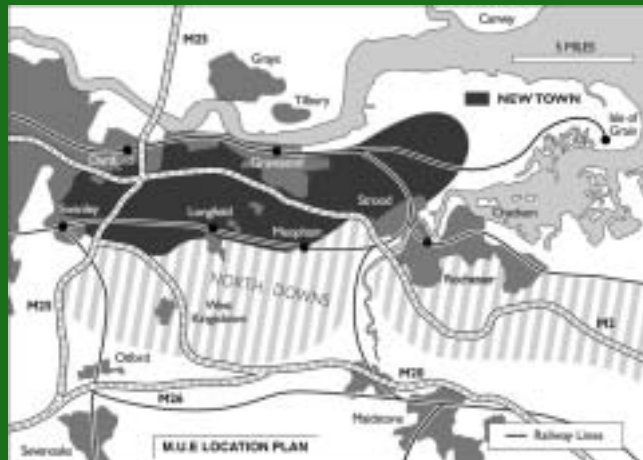 Canvey
M25
5 MILES
Grays
Tilbury
NEW TOWN
Isle of
Grain
Dartford
Gravesend
Swanley
Longfield
Strood
Meopham
Chatham
Rochester
NORTH DOWNS
West
Kingsdown
M25
M2
Otford
M20
M26
Maidstone
Sevenoaks
M.U.E LOCATION PLAN
Railway Lines